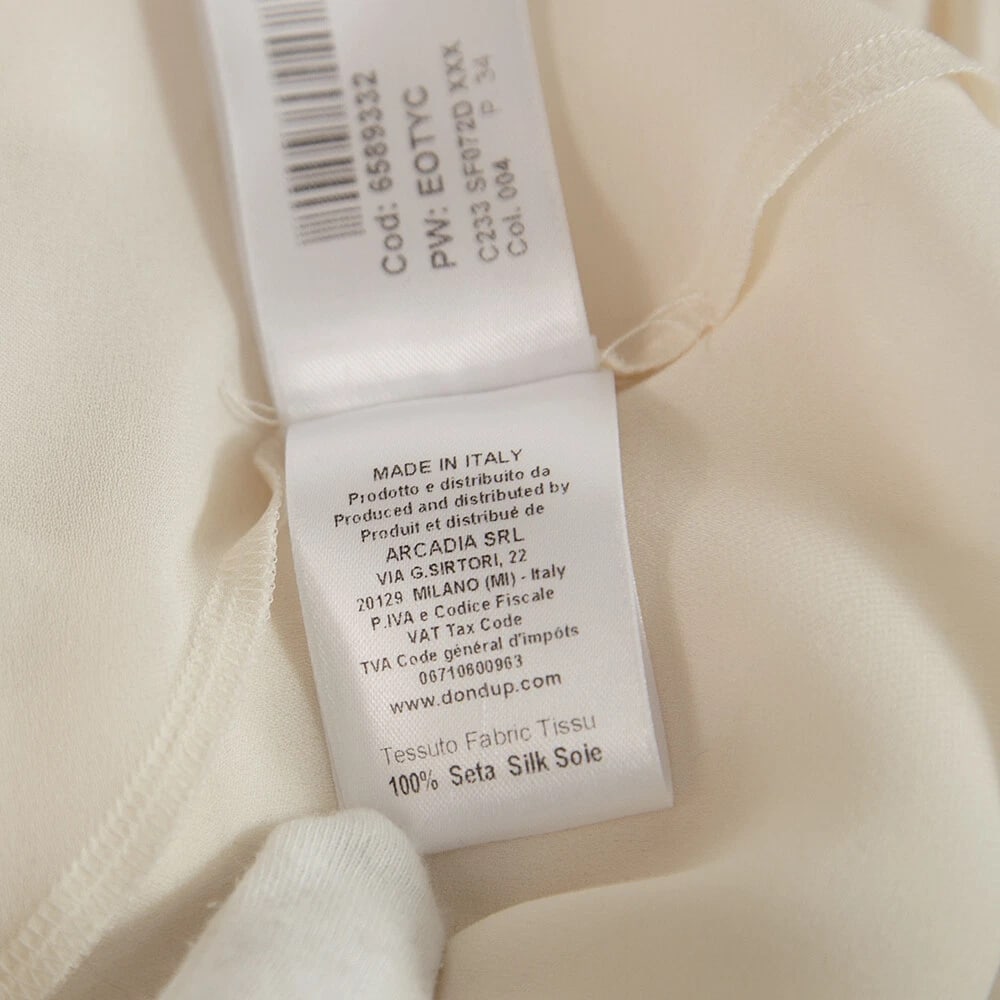 Cod: 6589332
PW: EOTYC
C233 SF072D XXX
Col. 004 P 34
MADE IN ITALY
Prodotto e distribuito da
Produced and distributed by
Produit et distribué de
ARCADIA SRL
VIA G.SIRTORI, 22
20129 MILANO (MI) - Italy
P.IVA e Codice Fiscale
VAT Tax Code
TVA Code général d'impóts
06710600963
www.dondup.com
Tessuto Fabric Tissu
100% Seta Silk Soie